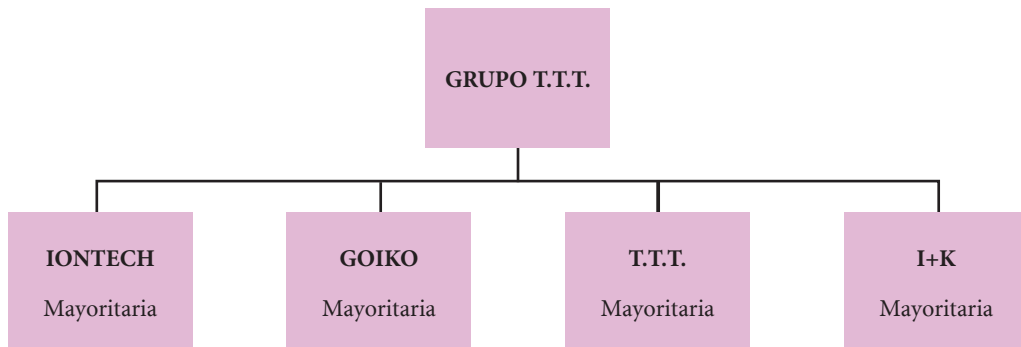 GRUPO T.T.T.
IONTECH
Mayoritaria
GOIKO
Mayoritaria
T.T.T.
Mayoritaria
I+K
Mayoritaria